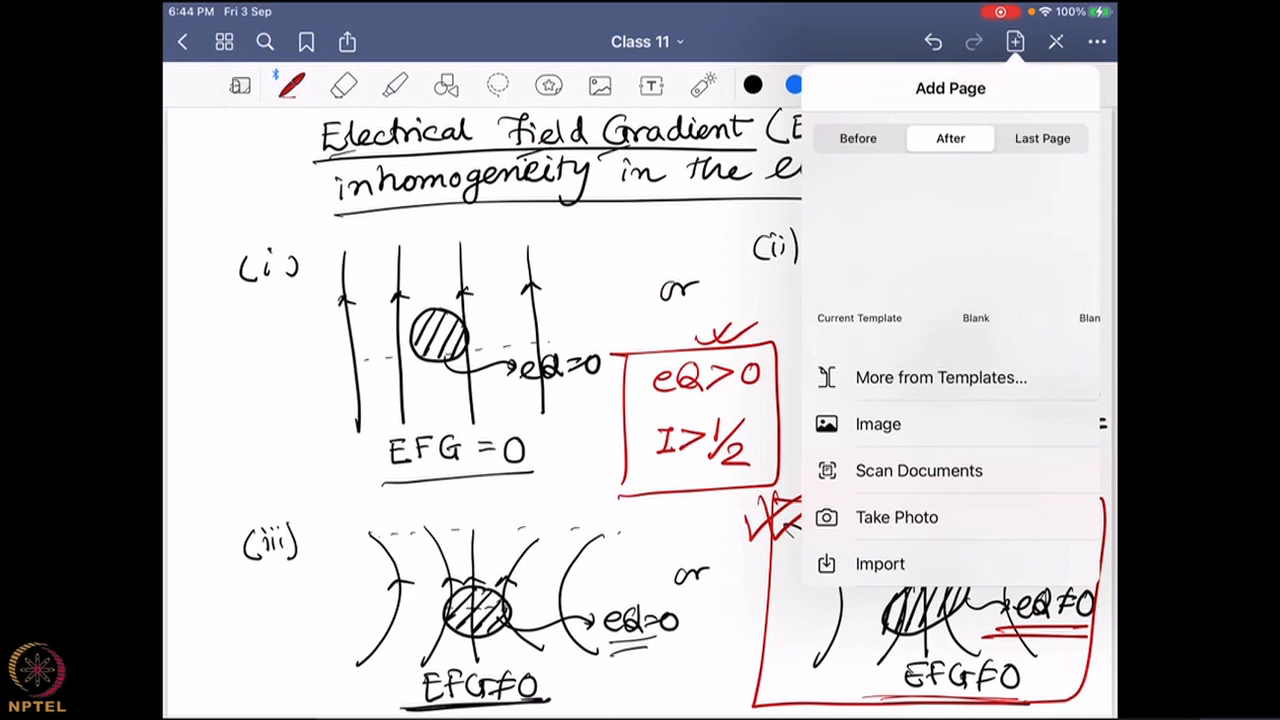 6:44 PM Fri 3 Sep
100%
Class 11
Add Page
Before After Last Page
Current Template Blank Blan
More from Templates...
Image
Scan Documents
Take Photo
Import
Electrical Field Gradient (E
inhomogeneity in the el
(i)
or
(ii)
eQ=0
EFG = 0
eQ>0
I>1/2
(iii)
or
eQ=0
EFG≠0
=
eQ≠0
EFG≠0
NPTEL